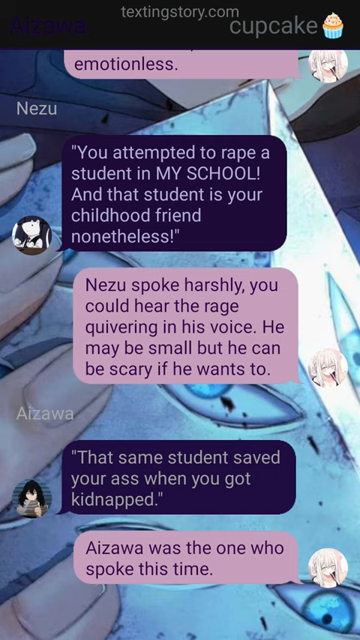 textingstory.com
Aizawa
cupcake🧁
emotionless.
Nezu
"You attempted to rape a
student in MY SCHOOL!
And that student is your
childhood friend
nonetheless!"
Nezu spoke harshly, you
could hear the rage
quivering in his voice. He
may be small but he can
be scary if he wants to.
Aizawa
"That same student saved
your ass when you got
kidnapped."
Aizawa was the one who
spoke this time.